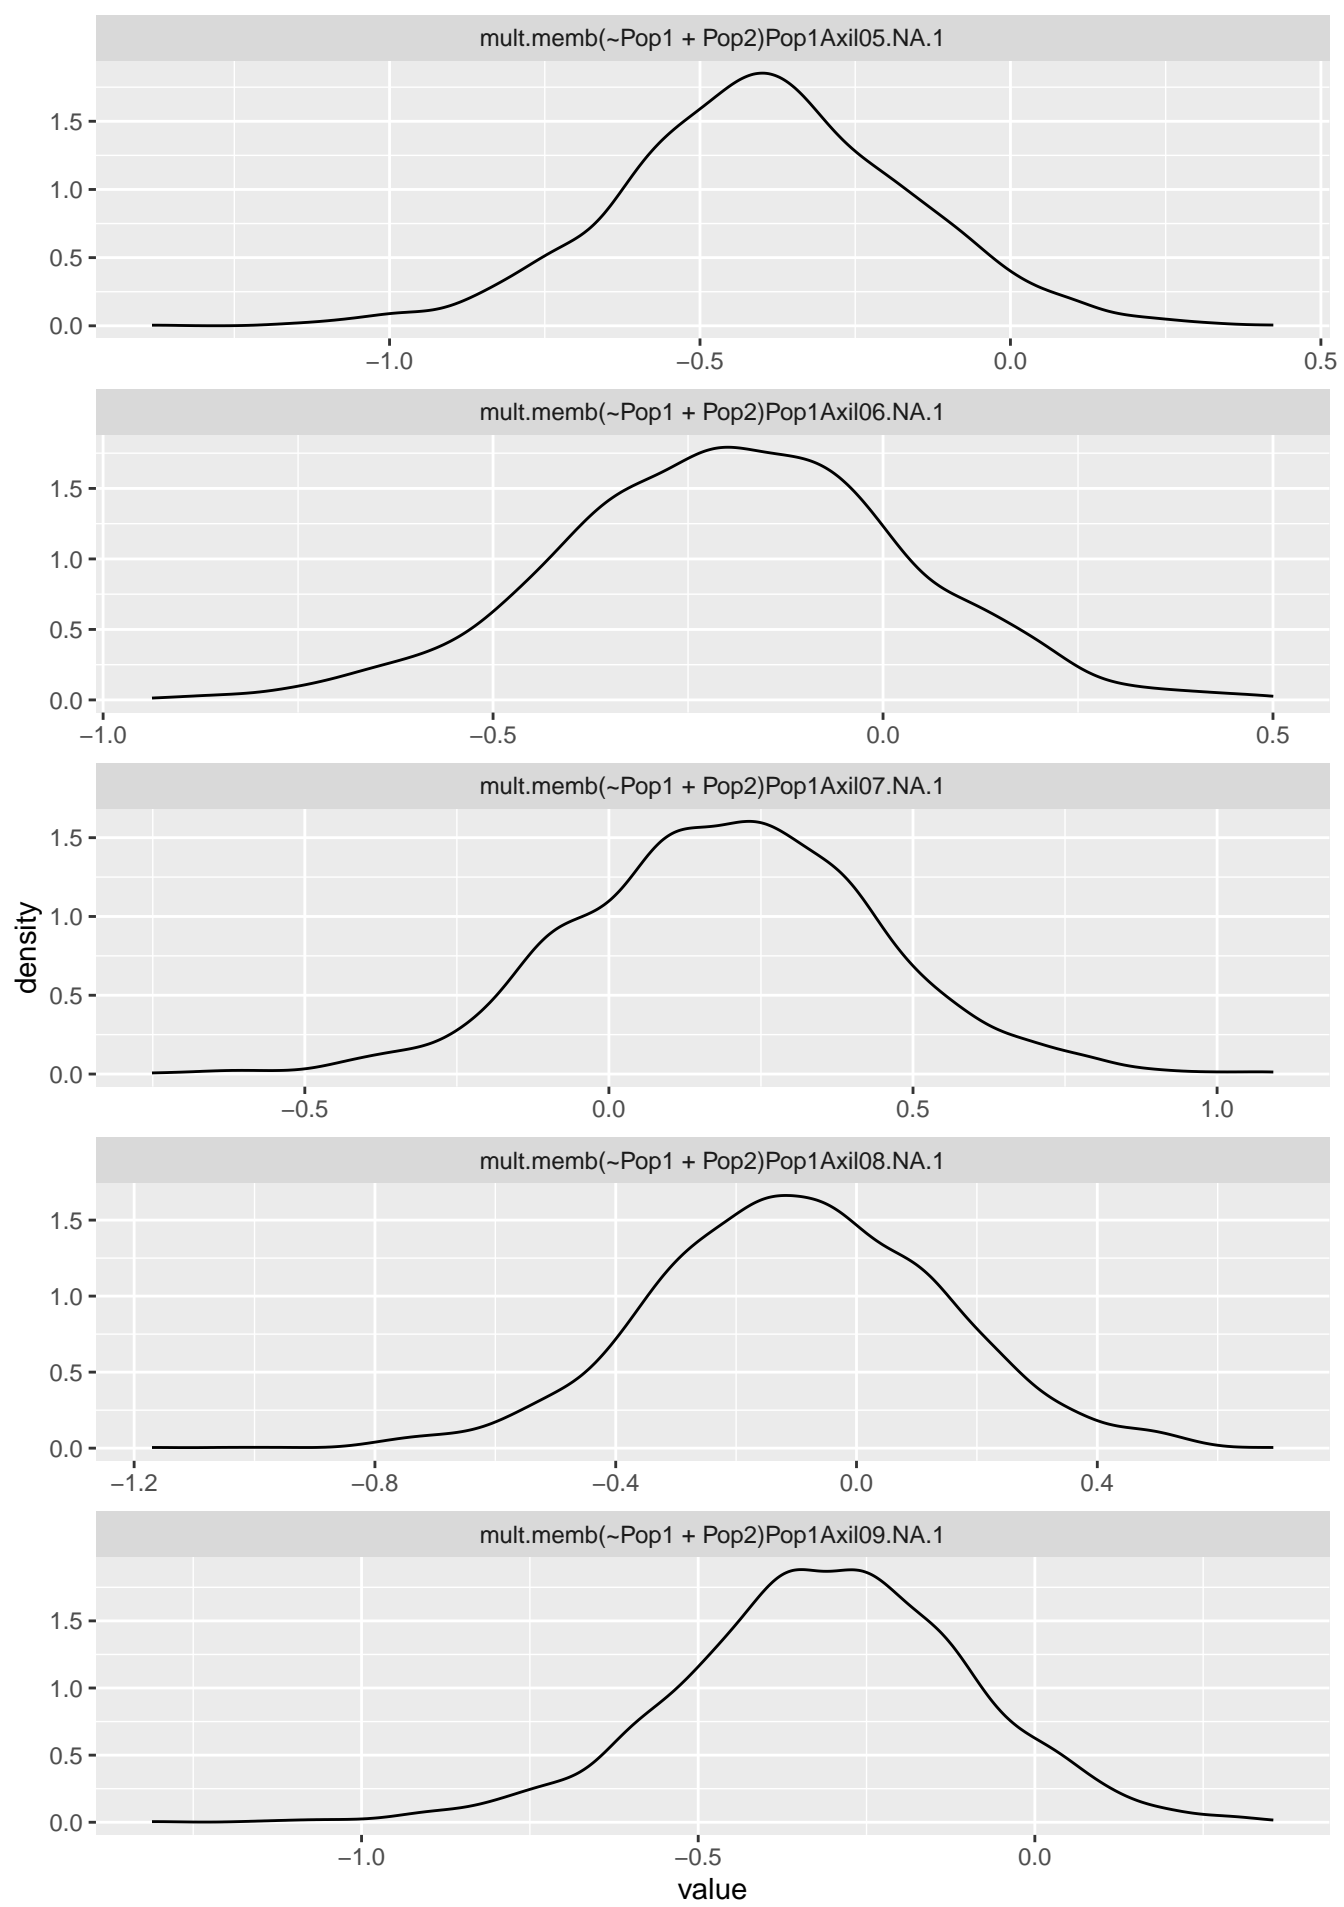 mult.memb(~Pop1 + Pop2)Pop1Axil05.NA.1
1.5
1.0
0.5
0.0
−1.0 −0.5 0.0 0.5
mult.memb(~Pop1 + Pop2)Pop1Axil06.NA.1
1.5
1.0
0.5
0.0
−1.0 −0.5 0.0 0.5
mult.memb(~Pop1 + Pop2)Pop1Axil07.NA.1
1.5
1.0
0.5
0.0
−0.5 0.0 0.5 1.0
density
mult.memb(~Pop1 + Pop2)Pop1Axil08.NA.1
1.5
1.0
0.5
0.0
−1.2 −0.8 −0.4 0.0 0.4
mult.memb(~Pop1 + Pop2)Pop1Axil09.NA.1
1.5
1.0
0.5
0.0
−1.0 −0.5 0.0
value